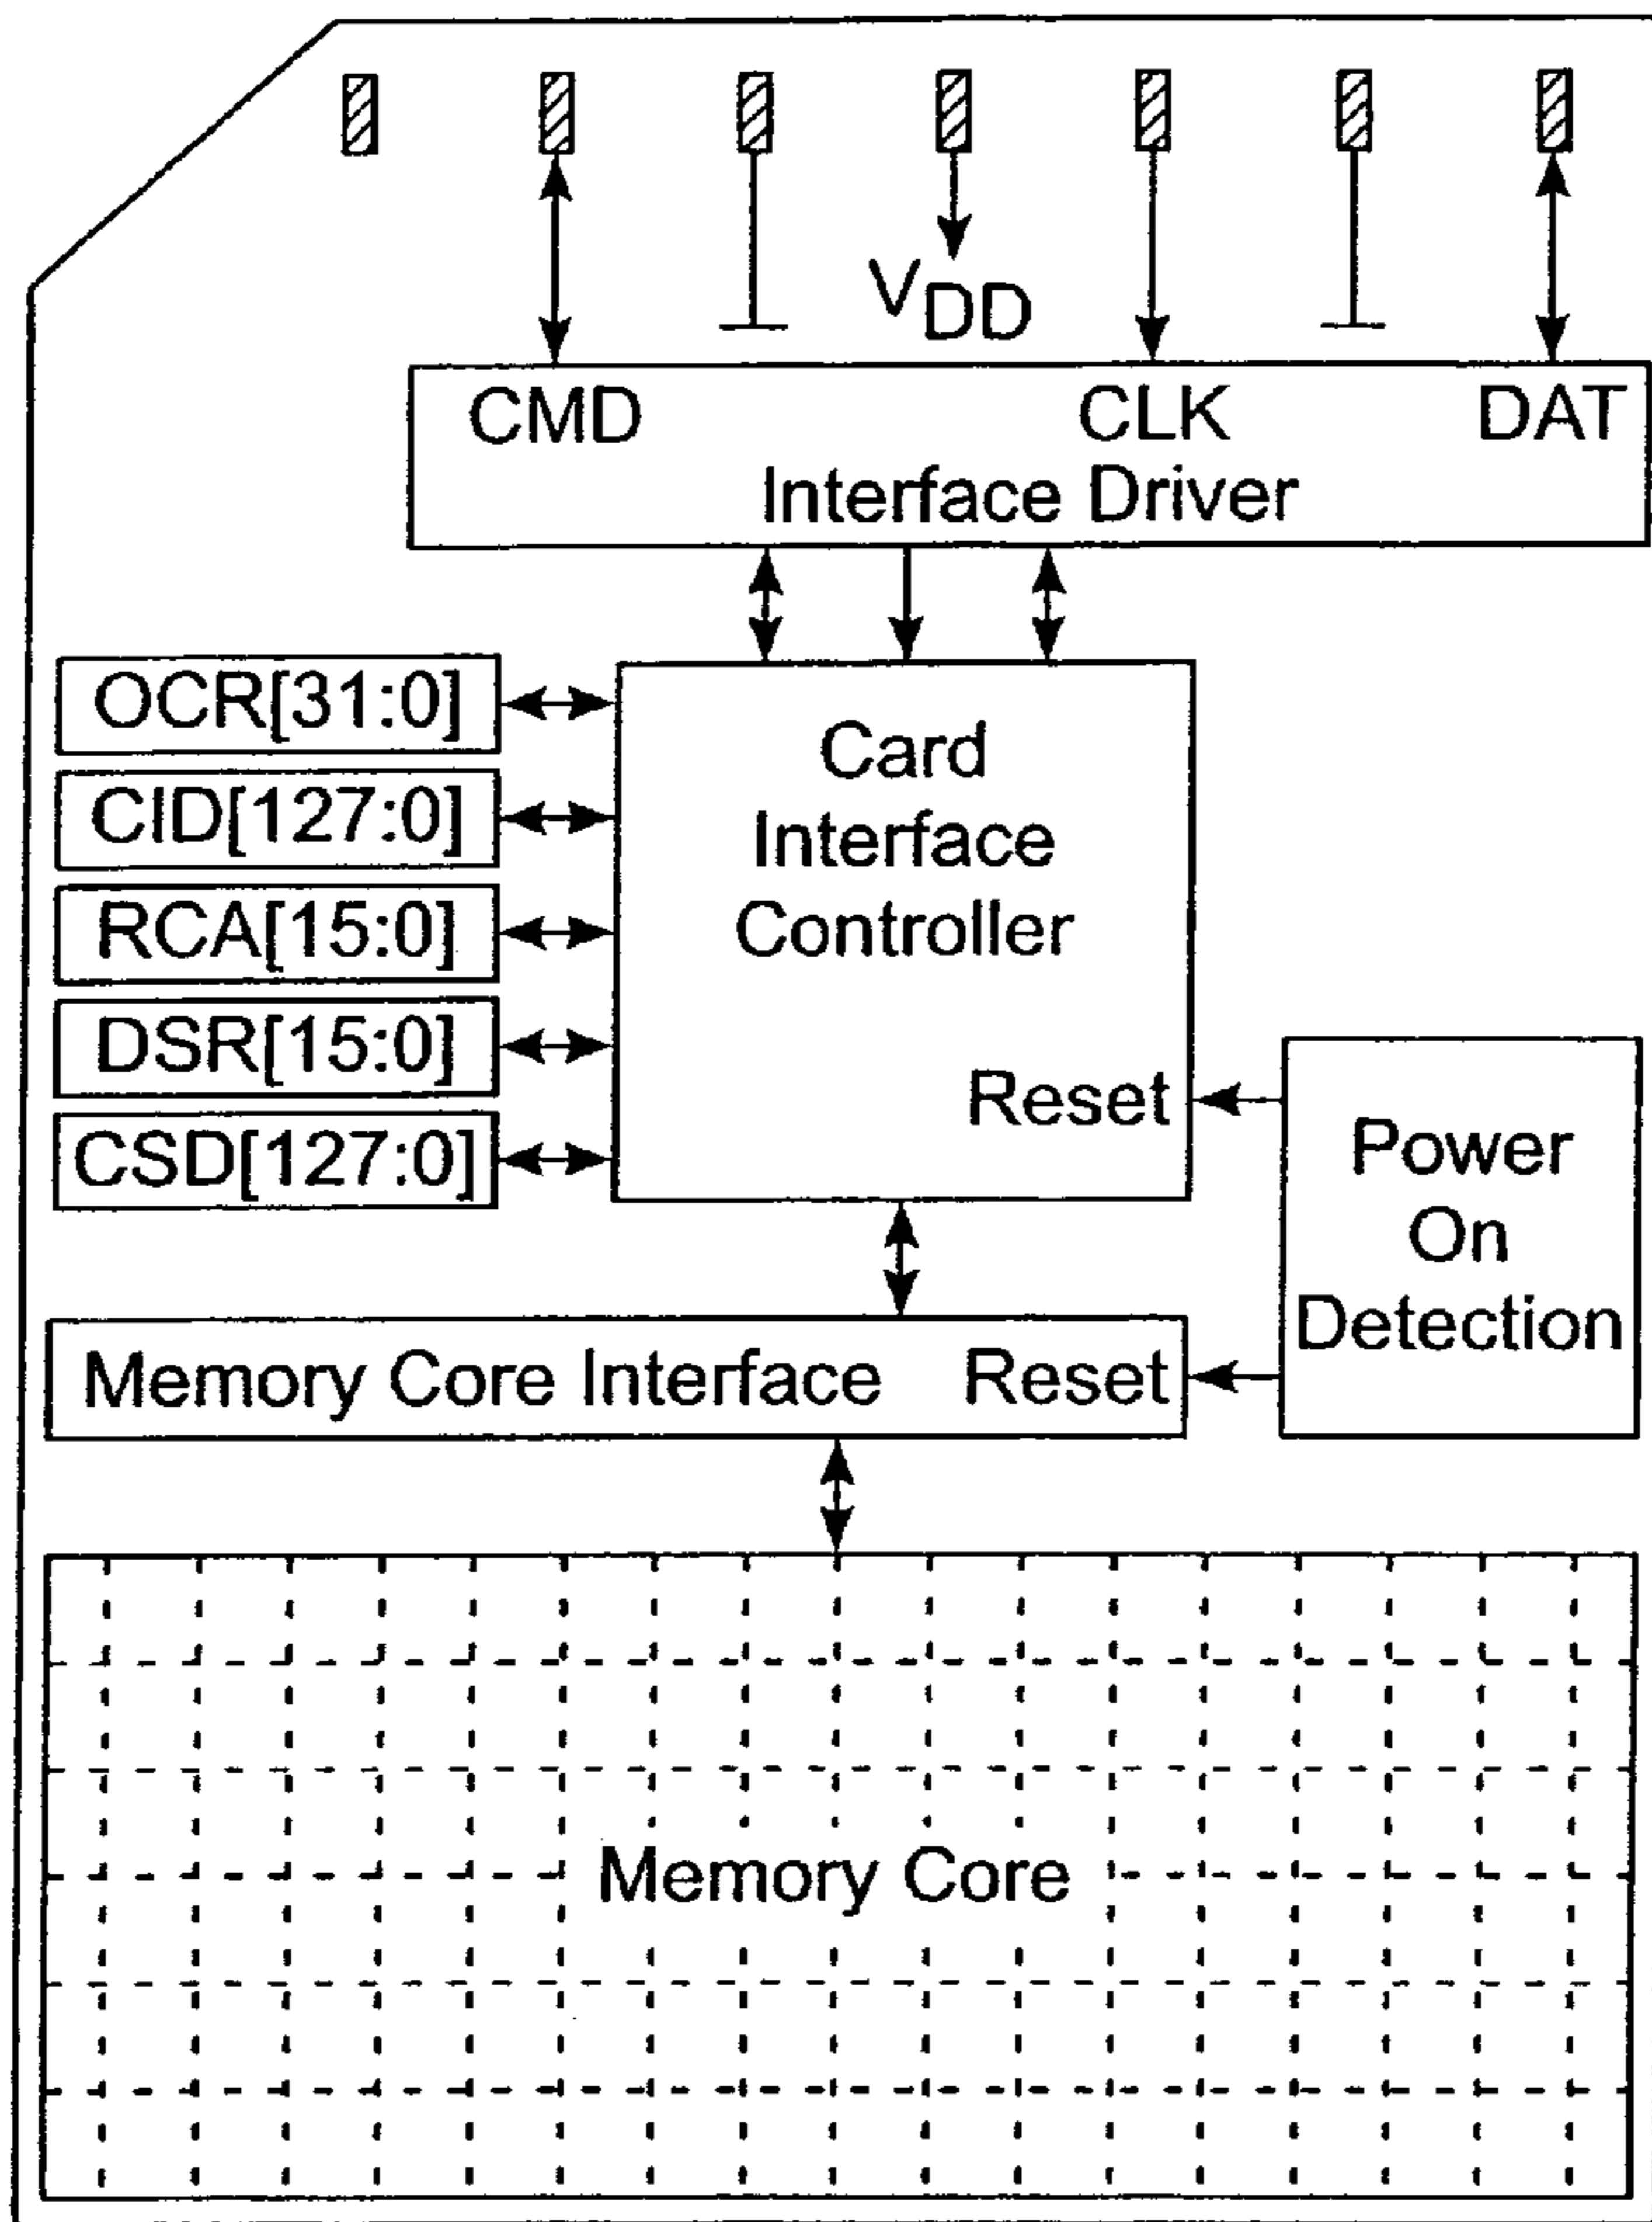 V_DD
CMD CLK DAT
Interface Driver
OCR[31:0]
CID[127:0]
RCA[15:0]
DSR[15:0]
CSD[127:0]
Card
Interface
Controller
Reset
Power
On
Detection
Memory Core Interface Reset
Memory Core